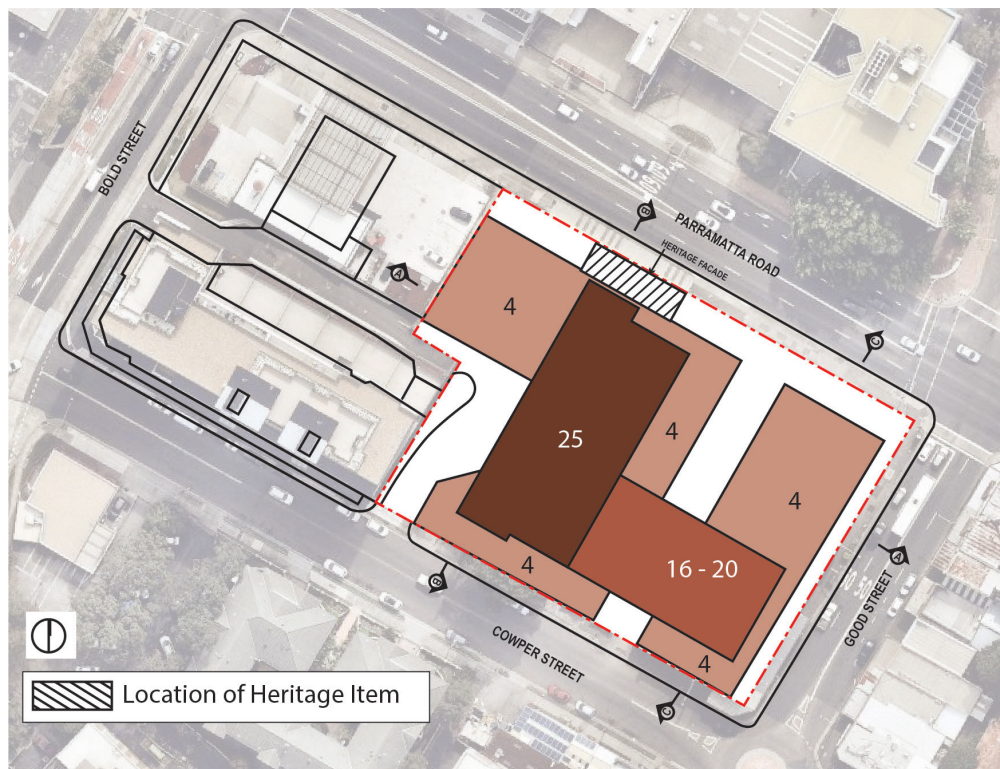 BOLD STREET
PARRAMATTA ROAD
HERITAGE FACADE
B
A
C
4
25
4
4
16 - 20
4
4
A
B
C
COWPER STREET
GOOD STREET
Location of Heritage Item